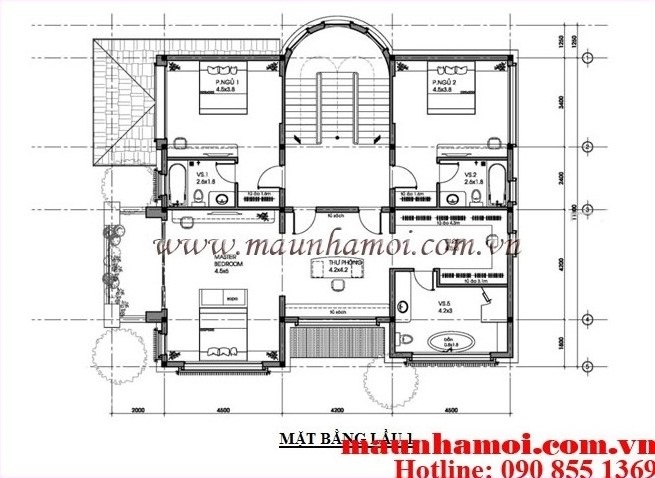 1250
1250
P.NGỦ 1
4.5x3.8
P.NGỦ 2
4.5x3.8
3400
VS.1
2.6x1.8
VS.2
2.6x1.8
TỦ ĐỒ 1.8m
TỦ ĐỒ 1.8m
2400
TỦ SÁCH
TỦ ĐỒ 4.3m
www.maunhamoi.com.vn
MASTER
BEDROOM
4.5x6
THƯ PHÒNG
4.2x4.2
4200
TỦ ĐỒ 3.1m
VS.5
4.2x3
TỦ SÁCH
BỒN
0.8x1.8
1800
2000
4500
4200
4500
MẶT BẰNG LẦU 1
maunhamoi.com.vn
Hotline: 090 855 1369